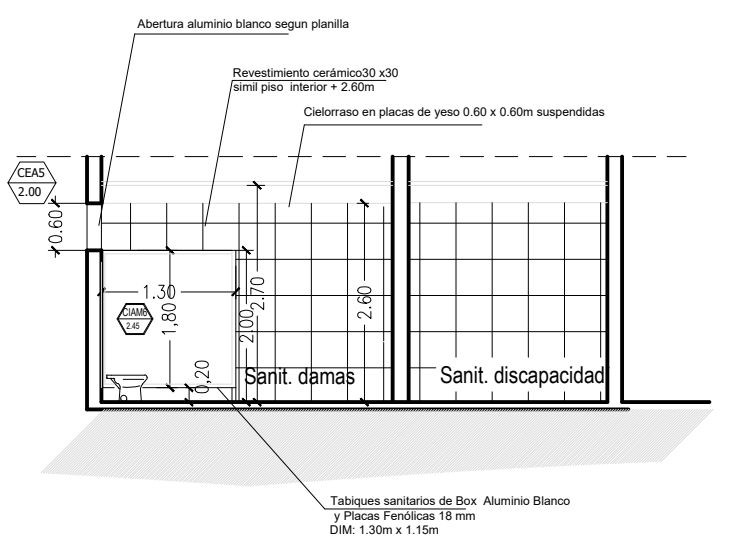 Abertura aluminio blanco segun planilla
Revestimiento cerámico30 x30
simil piso interior + 2.60m
Cielorraso en placas de yeso 0.60 x 0.60m suspendidas
CEA5
2.00
0.60
1.30
CIAM6
2.45
1,80
2.00
2.70
2.60
0,20
Sanit. damas
Sanit. discapacidad
Tabiques sanitarios de Box Aluminio Blanco
y Placas Fenólicas 18 mm
DIM: 1.30m x 1.15m